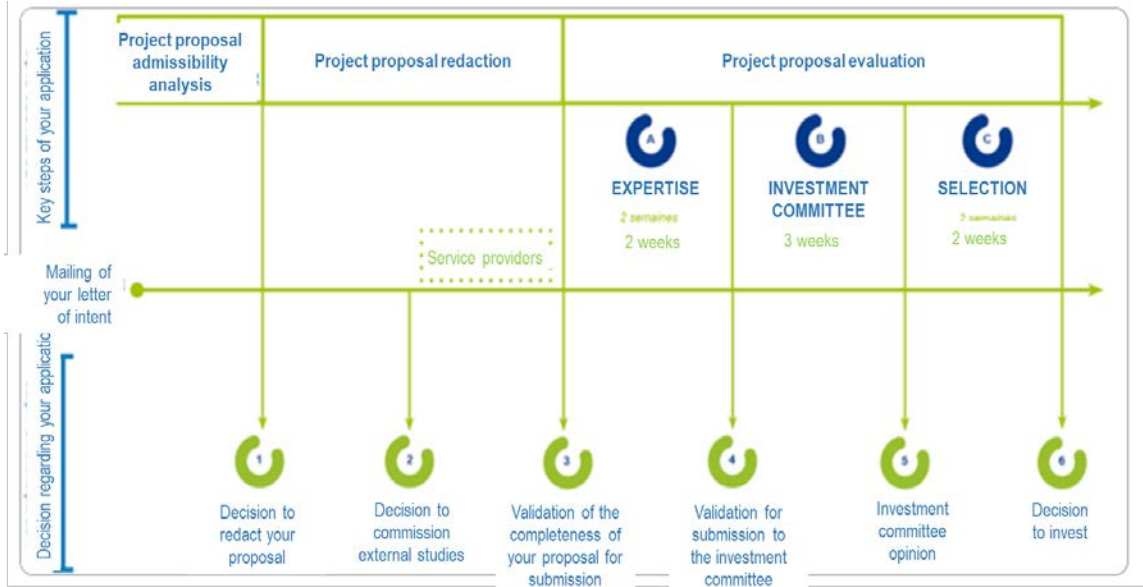 Key steps of your application
Project proposal
admissibility
analysis
Project proposal redaction
Project proposal evaluation
A
B
C
EXPERTISE
INVESTMENT
COMMITTEE
SELECTION
2 semaines
semaines
2 weeks
3 weeks
2 weeks
Service providers
Mailing of
your letter
of intent
Decision regarding your applicatic
1
2
3
4
5
6
Decision to
redact your
proposal
Decision to
commission
external studies
Validation of the
completeness of
your proposal for
submission
Validation for
submission to
the investment
committee
Investment
committee
opinion
Decision
to invest